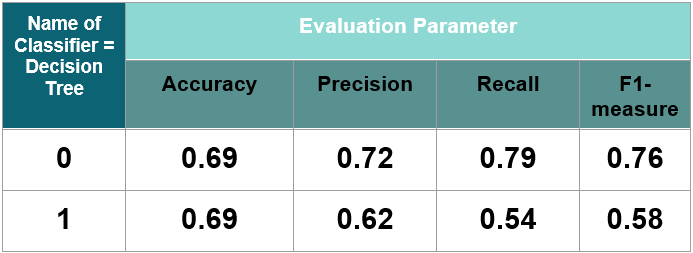 Name of
Classifier =
Decision
Tree
Evaluation Parameter
Accuracy Precision Recall F1-
measure
0 0.69 0.72 0.79 0.76
1 0.69 0.62 0.54 0.58